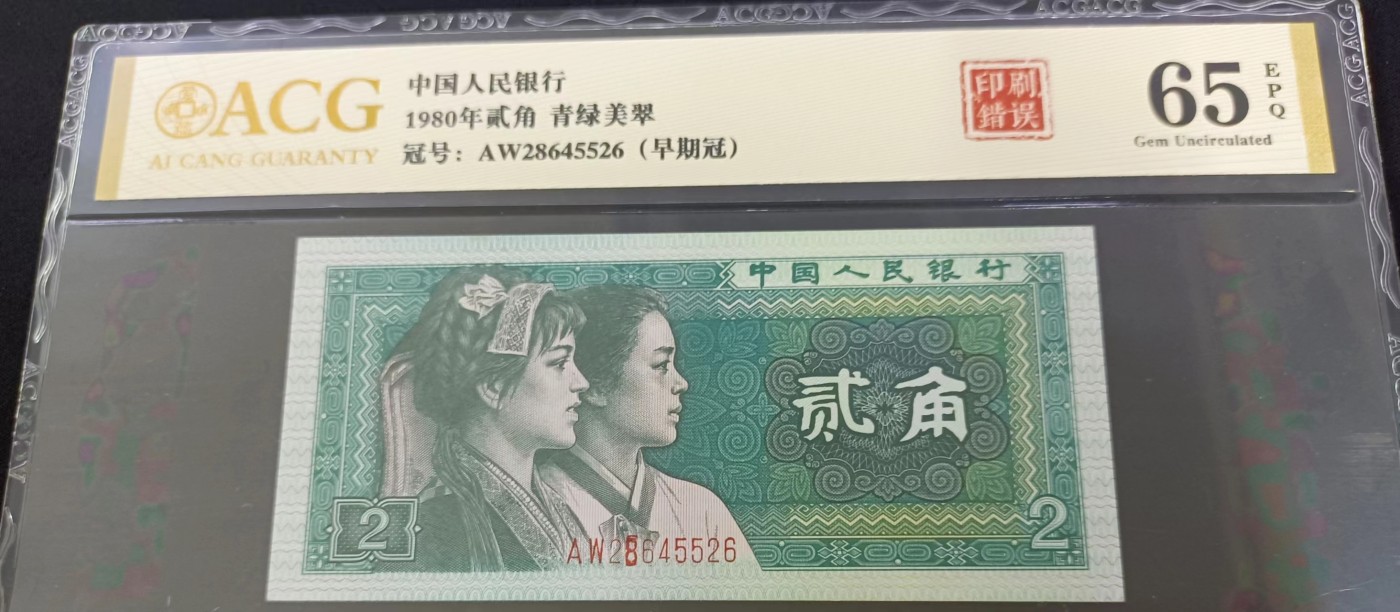 ACG
AI CANG GUARANTY
中国人民银行
1980年贰角 青绿美翠
冠号：AW28645526（早期冠）
印刷
錯误
65
EPQ
Gem Uncirculated
中国人民银行
贰角
2
2
AW28645526